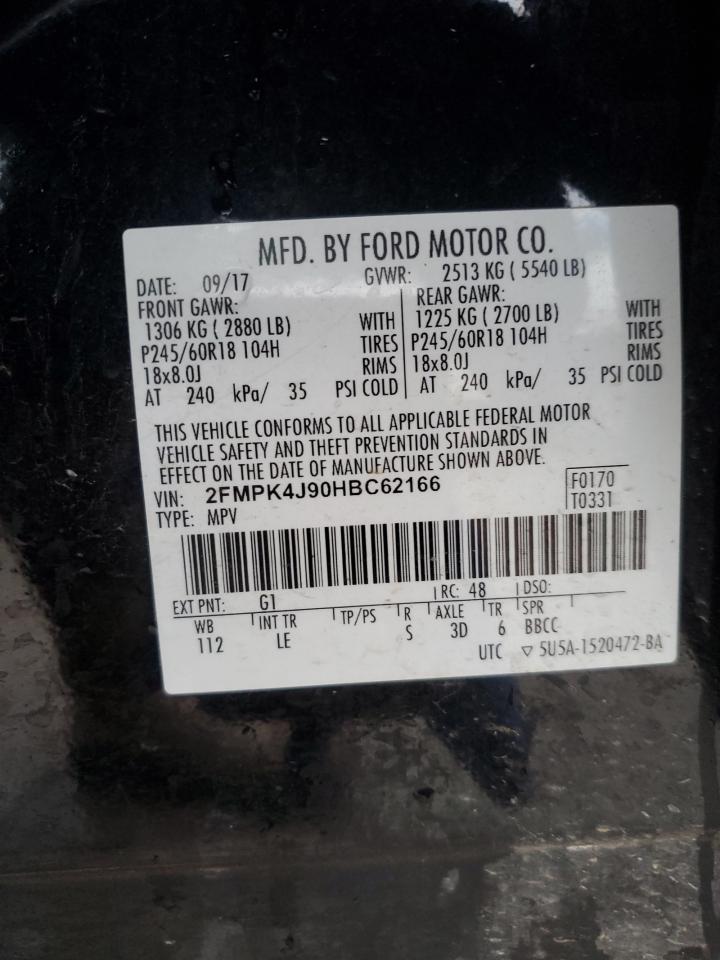 MFD. BY FORD MOTOR CO.
DATE: 09/17 GVWR: 2513 KG ( 5540 LB)
FRONT GAWR: REAR GAWR:
1306 KG ( 2880 LB) WITH 1225 KG ( 2700 LB) WITH
P245/60R18 104H TIRES P245/60R18 104H TIRES
18x8.0J RIMS 18x8.0J RIMS
AT 240 kPa/ 35 PSI COLD AT 240 kPa/ 35 PSI COLD
THIS VEHICLE CONFORMS TO ALL APPLICABLE FEDERAL MOTOR
VEHICLE SAFETY AND THEFT PREVENTION STANDARDS IN
EFFECT ON THE DATE OF MANUFACTURE SHOWN ABOVE.
VIN: 2FMPK4J90HBC62166 F0170
TYPE: MPV T0331
EXT PNT: G1 RC: 48 DSO:
WB INT TR TP/PS R AXLE TR SPR
112 LE S 3D 6 BBCC
UTC ▽ 5U5A-1520472-BA